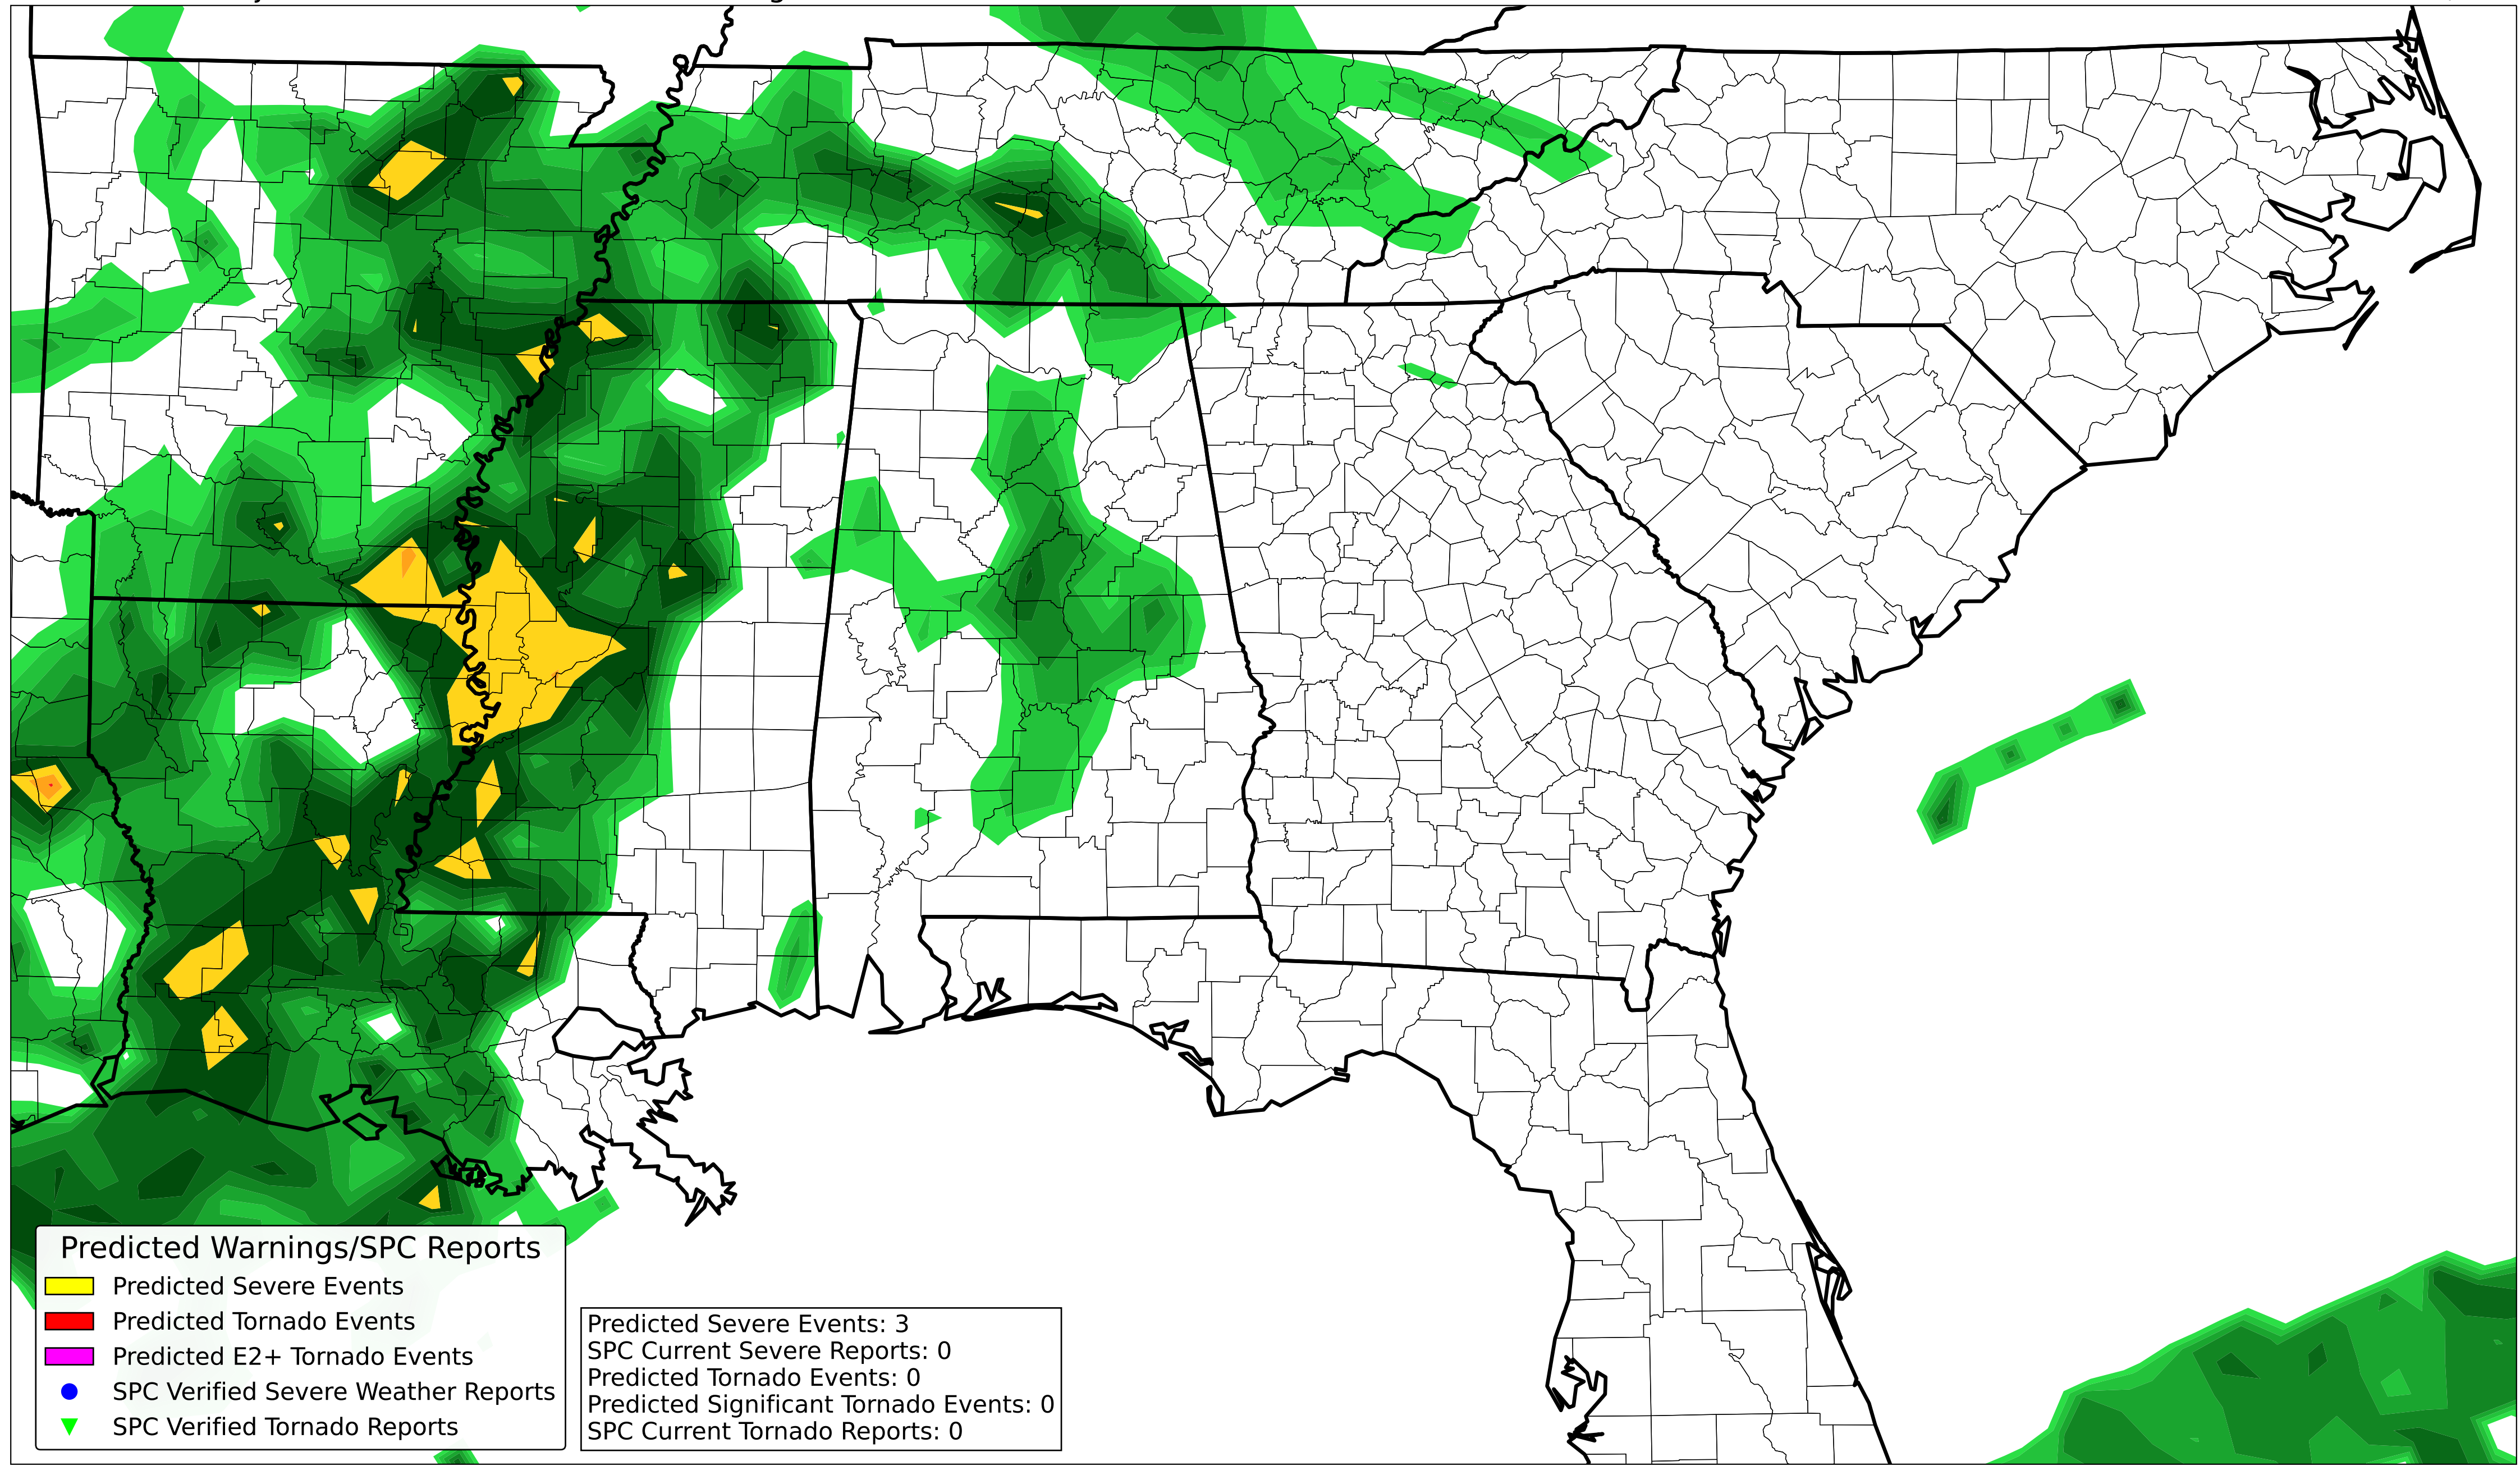 Predicted Warnings/SPC Reports
Predicted Severe Events
Predicted Tornado Events
Predicted E2+ Tornado Events
SPC Verified Severe Weather Reports
SPC Verified Tornado Reports
Predicted Severe Events: 3
SPC Current Severe Reports: 0
Predicted Tornado Events: 0
Predicted Significant Tornado Events: 0
SPC Current Tornado Reports: 0